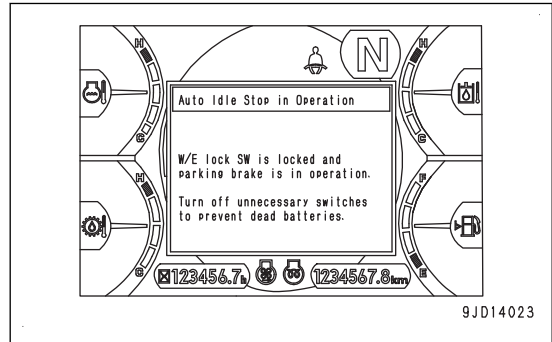 N
H
H
C
C
Auto Idle Stop in Operation
W/E lock SW is locked and
parking brake is in operation.
Turn off unnecessary switches
to prevent dead batteries.
H
F
C
E
123456.7h
1234567.8km
9JD14023